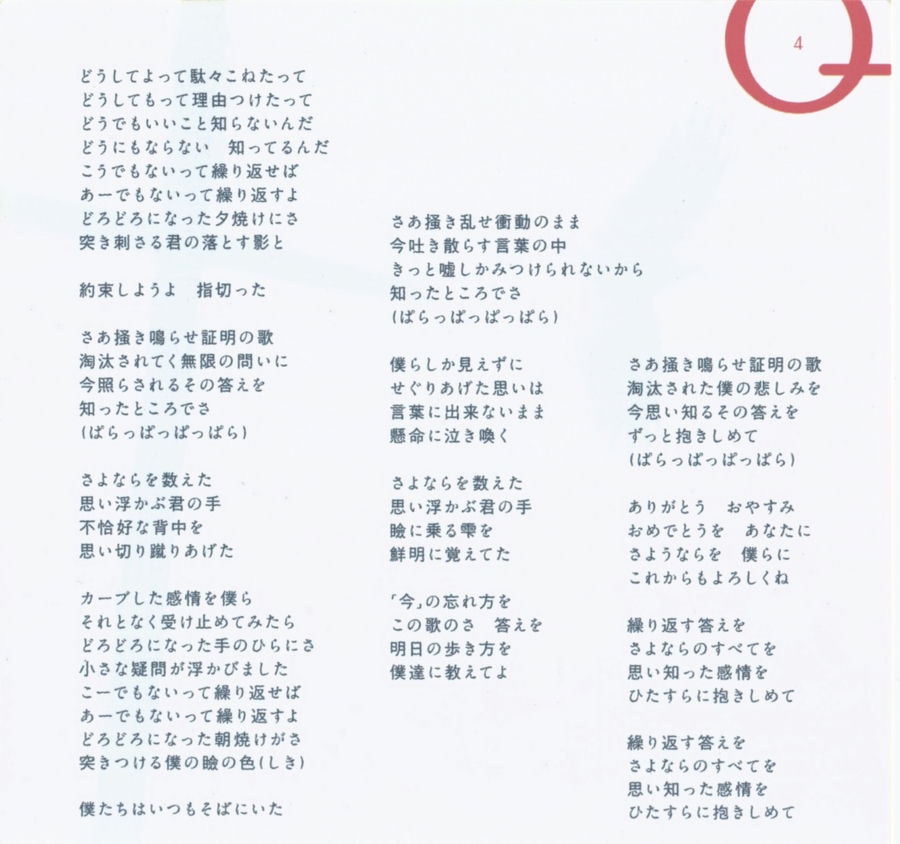 4
どうしてよって駄々こねたって
どうしてもって理由つけたって
どうでもいいこと知らないんだ
どうにもならない　知ってるんだ
こうでもないって繰り返せば
あーでもないって繰り返すよ
どろどろになった夕焼けにさ
突き刺さる君の落とす影と
約束しようよ　指切った
さあ掻き鳴らせ証明の歌
淘汰されてく無限の問いに
今照らされるその答えを
知ったところでさ
(ぱらっぱっぱっぱら)
さよならを数えた
思い浮かぶ君の手
不恰好な背中を
思い切り蹴りあげた
カーブした感情を僕ら
それとなく受け止めてみたら
どろどろになった手のひらにさ
小さな疑問が浮かびました
こーでもないって繰り返せば
あーでもないって繰り返すよ
どろどろになった朝焼けがさ
突きつける僕の瞼の色(しき)
僕たちはいつもそばにいた
さあ掻き乱せ衝動のまま
今吐き散らす言葉の中
きっと嘘しかみつけられないから
知ったところでさ
(ぱらっぱっぱっぱら)
僕らしか見えずに
せぐりあげた思いは
言葉に出来ないまま
懸命に泣き喚く
さよならを数えた
思い浮かぶ君の手
瞼に乗る雫を
鮮明に覚えてた
「今」の忘れ方を
この歌のさ　答えを
明日の歩き方を
僕達に教えてよ
さあ掻き鳴らせ証明の歌
淘汰された僕の悲しみを
今思い知るその答えを
ずっと抱きしめて
(ぱらっぱっぱっぱら)
ありがとう　おやすみ
おめでとうを　あなたに
さようならを　僕らに
これからもよろしくね
繰り返す答えを
さよならのすべてを
思い知った感情を
ひたすらに抱きしめて
繰り返す答えを
さよならのすべてを
思い知った感情を
ひたすらに抱きしめて